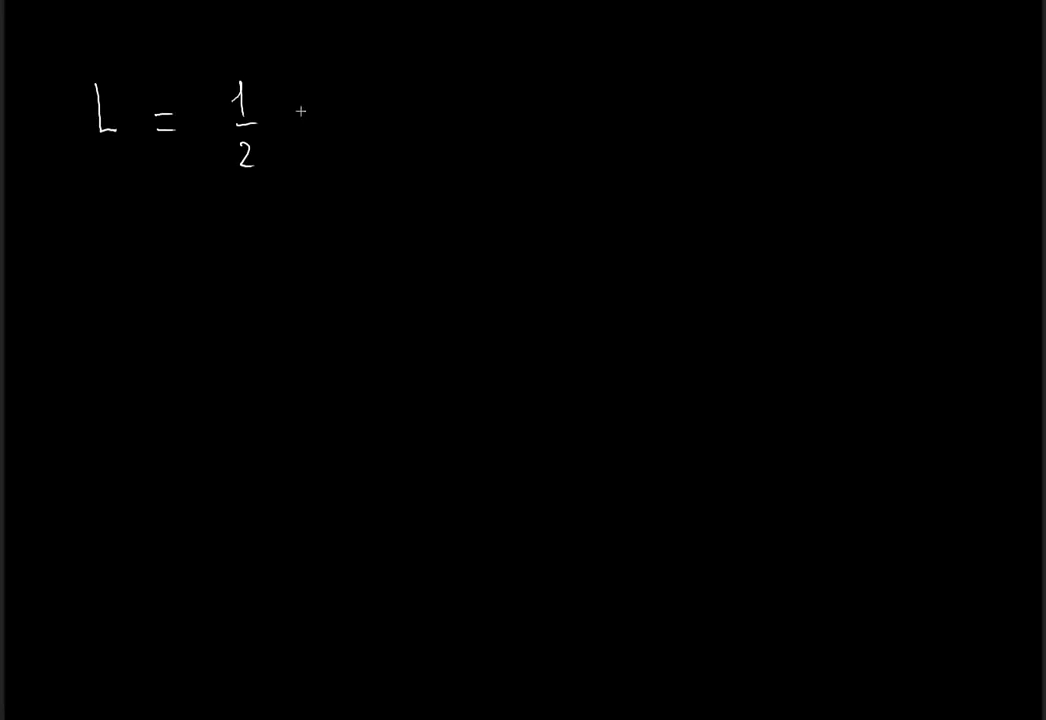 L = 1/2